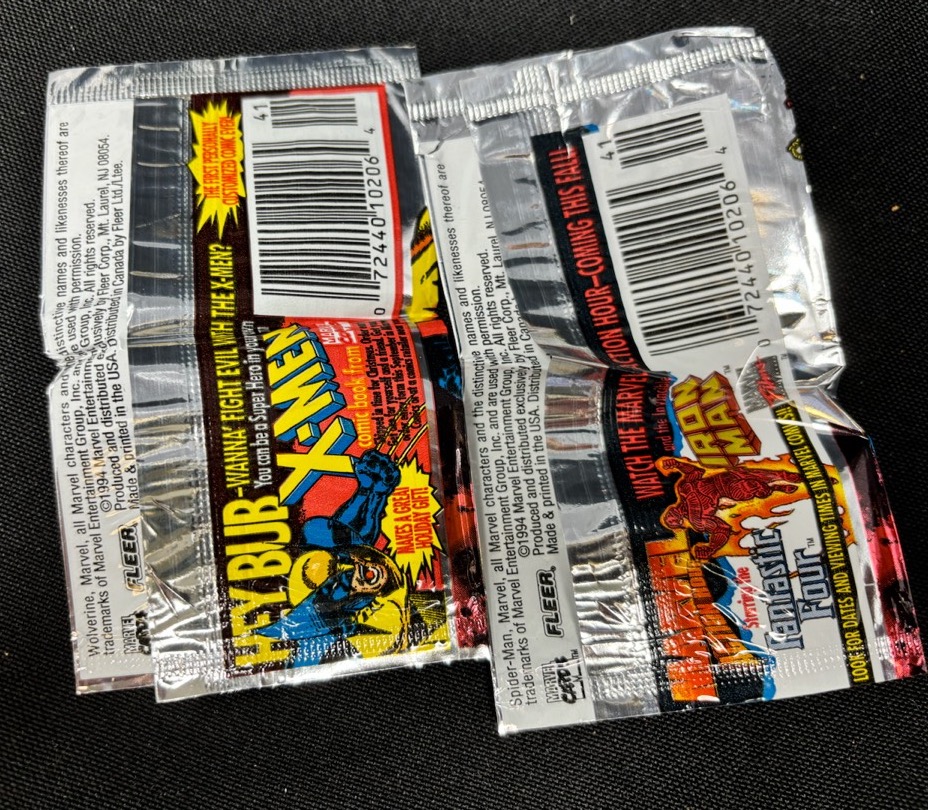 Wolverine, Marvel, all Marvel characters and distinctive names and likenesses thereof are
trademarks of Marvel Entertainment Group, Inc. and used with permission.
©1994 Marvel Entertainment Group, Inc. All rights reserved.
Produced and distributed exclusively by Fleer Corp., Mt. Laurel, NJ 08054.
Made & printed in the USA. Distributed in Canada by Fleer Ltd./Ltee.
MARVEL
FLEER
HEY BUB-WANNA' FIGHT EVIL WITH THE X-MEN?
You can be a Super Hero in your
X-MEN
comic book from
THE FIRST PERSONALLY
CUSTOMIZED COMIC EVER!
MAKES A GREAT
HOLIDAY GIFT!
41
0 72440 10206 4
Spider-Man, Marvel, all Marvel characters and the distinctive names and likenesses thereof are
trademarks of Marvel Entertainment Group, Inc. and are used with permission.
©1994 Marvel Entertainment Group, Inc. All rights reserved.
Produced and distributed exclusively by Fleer Corp., Mt. Laurel, NJ 08054
Made & printed in the USA. Distributed in
MARVEL
CARDS
FLEER
WATCH THE MARVEL ACTION HOUR-COMING THIS FALL
IRON
MAN
Starring the
Fantastic
Four
LOOK FOR DATES AND VIEWING TIMES IN MARVEL COMICS
41
0 72440 10206 4